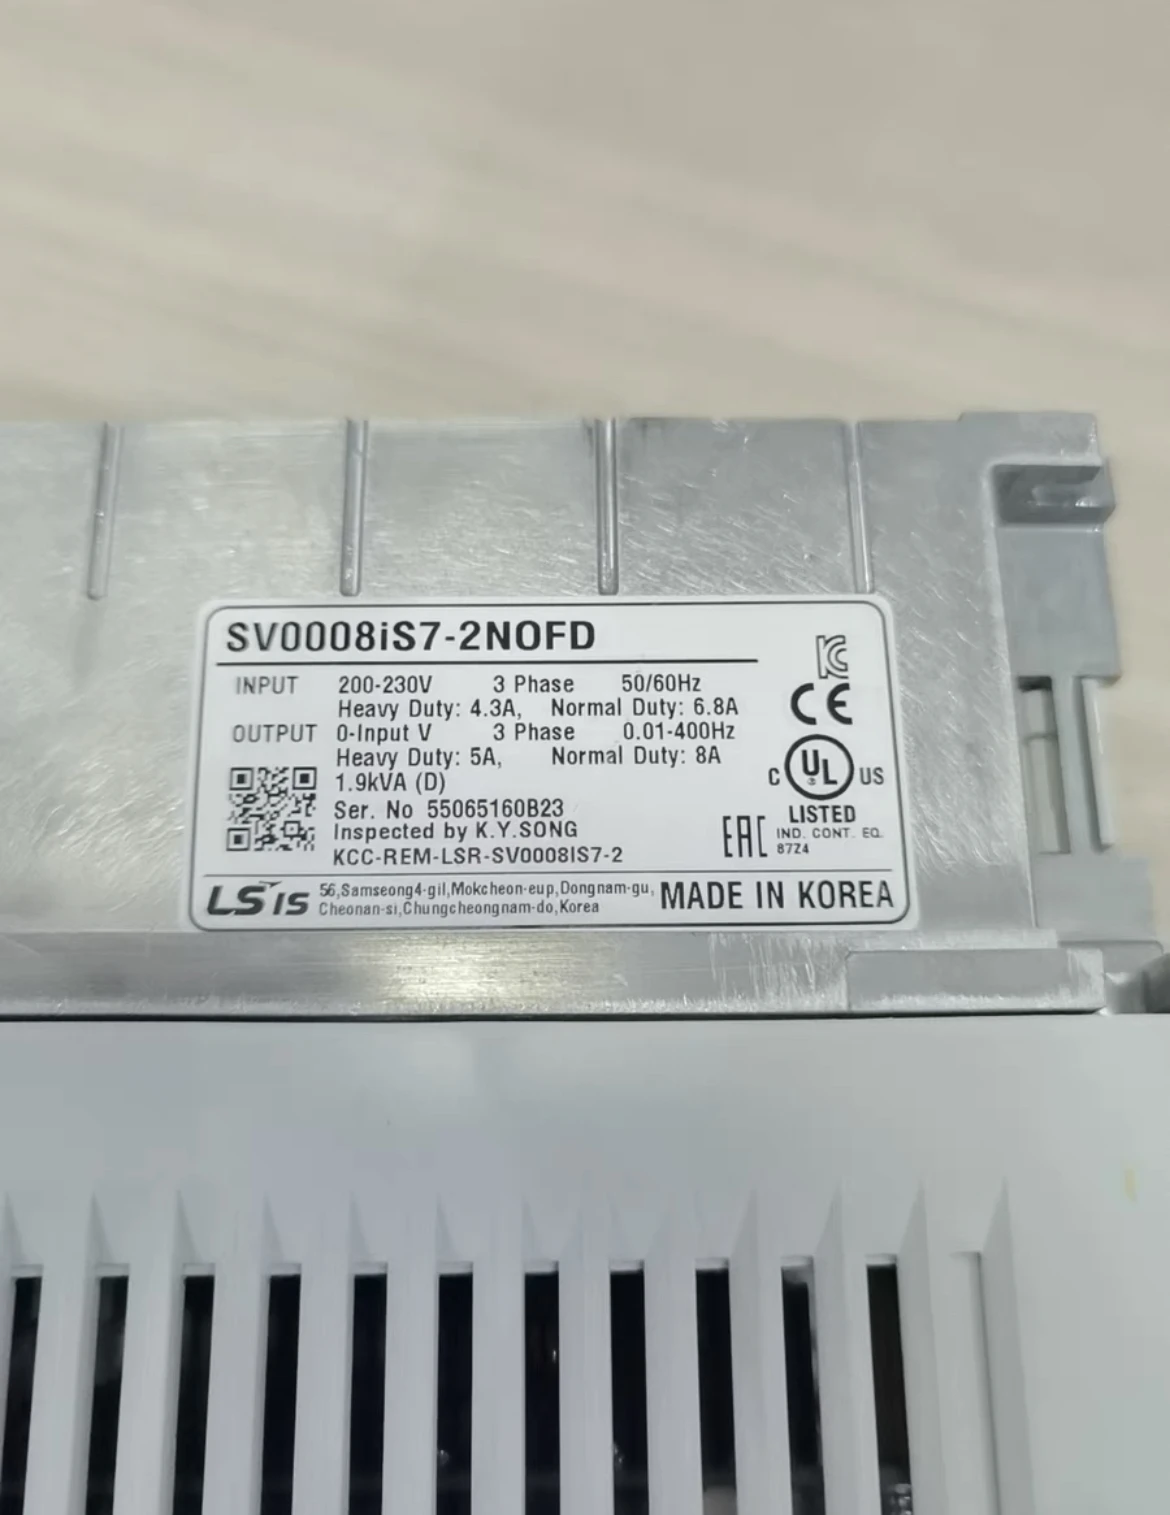 SV0008iS7-2NOFD
INPUT 200-230V 3 Phase 50/60Hz
Heavy Duty: 4.3A, Normal Duty: 6.8A
OUTPUT 0-Input V 3 Phase 0.01-400Hz
Heavy Duty: 5A, Normal Duty: 8A
1.9kVA (D)
Ser. No 55065160B23
Inspected by K.Y.SONG
KCC-REM-LSR-SV0008IS7-2
KC
CE
C UL US
®
LISTED
EAC IND. CONT. EQ.
87Z4
LSis 56,Samseong4-gil,Mokcheon-eup,Dongnam-gu,
Cheonan-si,Chungcheongnam-do,Korea
MADE IN KOREA